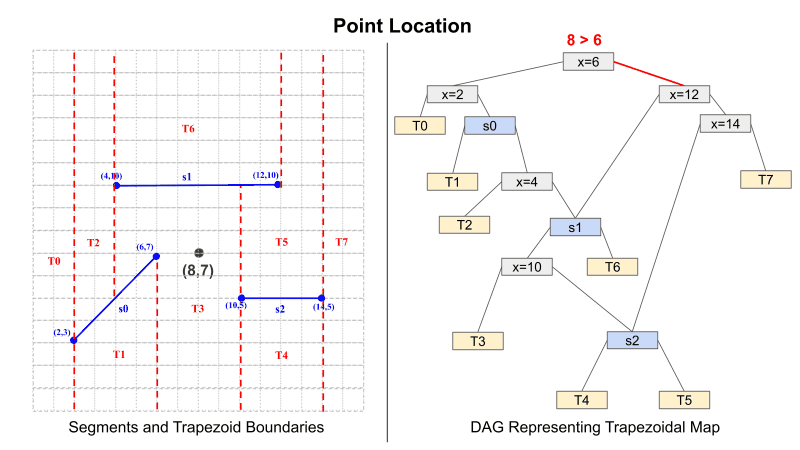 Point Location
T6
(4,10)
s1
(12,10)
T0
T2
(6,7)
T5
T7
(8,7)
(2,3)
s0
T3
(10,5)
s2
(14,5)
T1
T4
Segments and Trapezoid Boundaries
8 > 6
x=6
x=2
x=12
T0
s0
x=14
T1
x=4
T7
T2
s1
x=10
T6
T3
s2
T4
T5
DAG Representing Trapezoidal Map